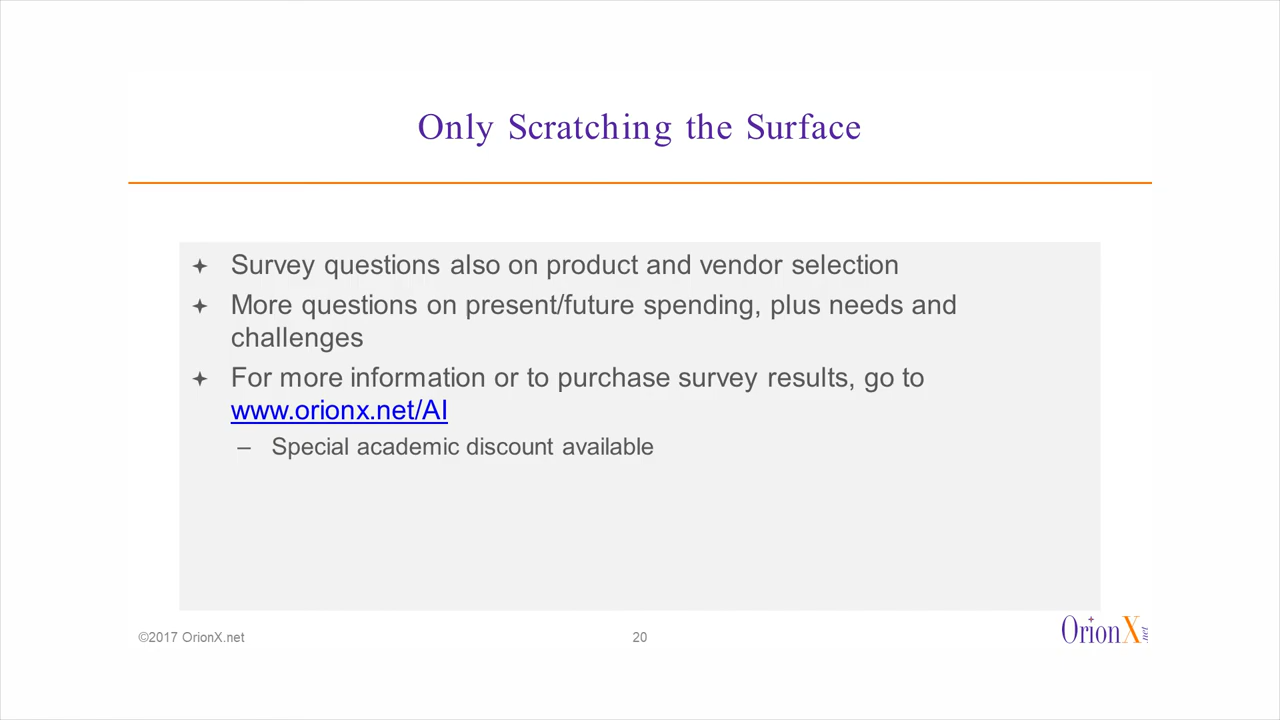 Only Scratching the Surface
Survey questions also on product and vendor selection
More questions on present/future spending, plus needs and
challenges
For more information or to purchase survey results, go to
www.orionx.net/AI
– Special academic discount available
©2017 OrionX.net
20
OrionX.net